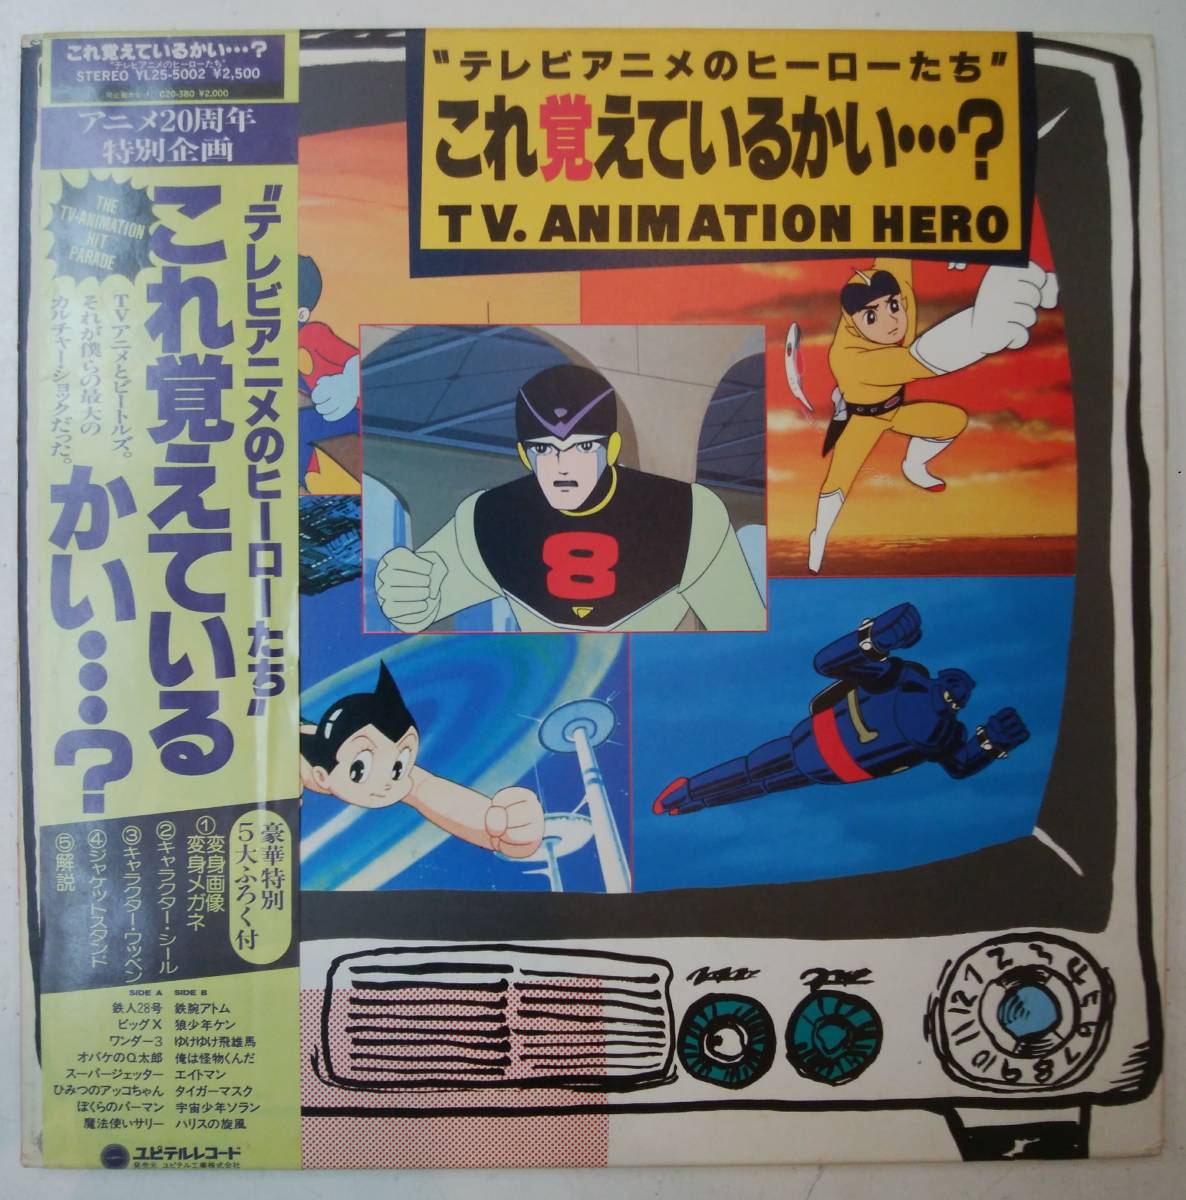 これ覚えているかい…?
"テレビアニメのヒーローたち"
STEREO YL25-5002 ¥2,500
C20-380 ¥2,000
アニメ20周年
特別企画
THE
TV-ANIMATION
HIT
PARADE
"テレビアニメのヒーローたち"
これ覚えている
かい…?
TVアニメとビートルズ。
それが僕らの最大の
カルチャーショックだった。
豪華特別
5大ふろく付
①変身画像
変身メガネ
②キャラクター・シール
③キャラクター・ワッペン
④ジャケットスタンド
⑤解説
SIDE A SIDE B
鉄人28号 鉄腕アトム
ビッグX 狼少年ケン
ワンダー3 ゆけゆけ飛雄馬
オバケのQ太郎 俺は怪物くんだ
スーパージェッター エイトマン
ひみつのアッコちゃん タイガーマスク
ぼくらのパーマン 宇宙少年ソラン
魔法使いサリー ハリスの旋風
ユピテルレコード
発売元 ユピテル工業株式会社
"テレビアニメのヒーローたち"
これ覚えているかい…?
TV. ANIMATION HERO
8
1 2 3 4 5 6 7 8 9 10 11 12